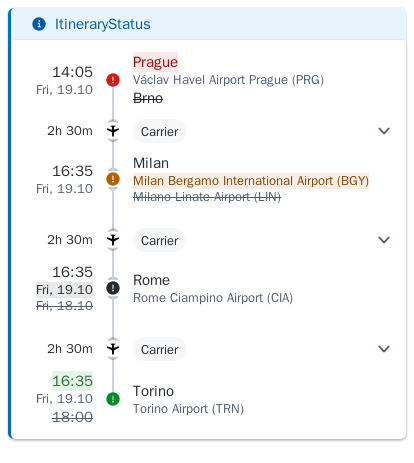 ItineraryStatus
14:05
Fri, 19.10
Prague
Václav Havel Airport Prague (PRG)
Brno
2h 30m
Carrier
16:35
Fri, 19.10
Milan
Milan Bergamo International Airport (BGY)
Milano Linate Airport (LIN)
2h 30m
Carrier
16:35
Fri, 19.10
Fri, 18.10
Rome
Rome Ciampino Airport (CIA)
2h 30m
Carrier
16:35
Fri, 19.10
18:00
Torino
Torino Airport (TRN)